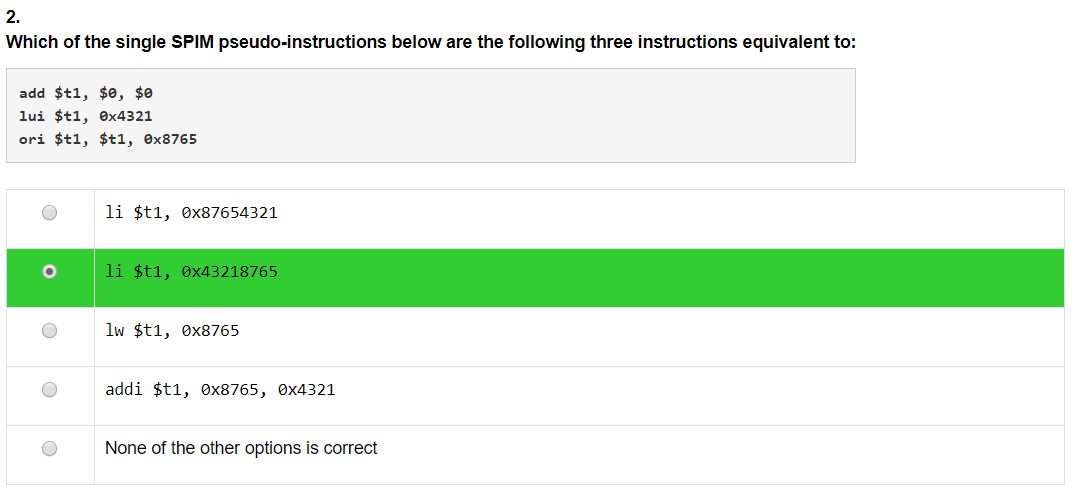 2.
Which of the single SPIM pseudo-instructions below are the following three instructions equivalent to:
add $t1, $0, $0
lui $t1, 0x4321
ori $t1, $t1, 0x8765
li $t1, 0x87654321
li $t1, 0x43218765
lw $t1, 0x8765
addi $t1, 0x8765, 0x4321
None of the other options is correct